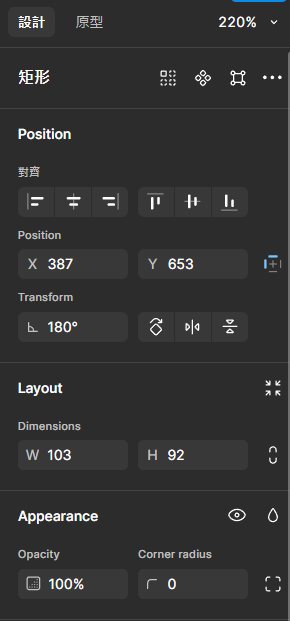 設計 原型 220%
矩形
Position
對齊
Position
X 387 Y 653
Transform
180°
Layout
Dimensions
W 103 H 92
Appearance
Opacity Corner radius
100% 0